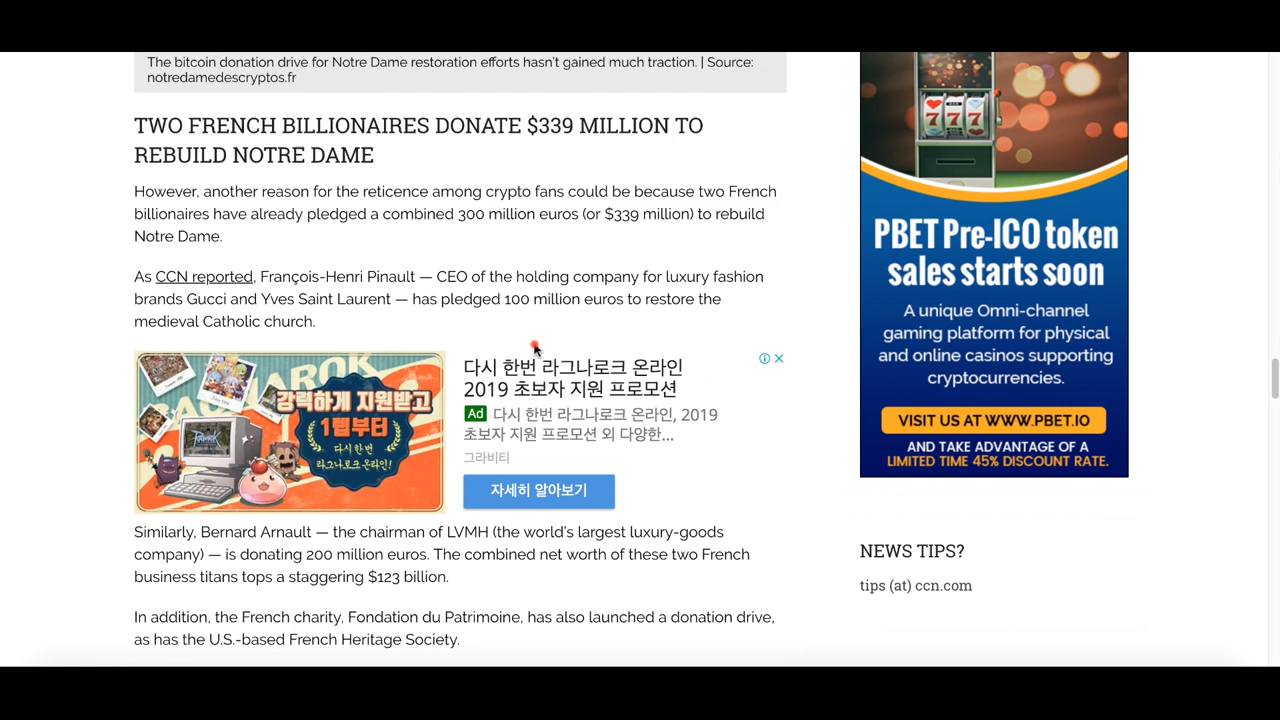 The bitcoin donation drive for Notre Dame restoration efforts hasn't gained much traction. | Source:
notredamedescryptos.fr
TWO FRENCH BILLIONAIRES DONATE $339 MILLION TO
REBUILD NOTRE DAME
However, another reason for the reticence among crypto fans could be because two French
billionaires have already pledged a combined 300 million euros (or $339 million) to rebuild
Notre Dame.
As CCN reported, François-Henri Pinault — CEO of the holding company for luxury fashion
brands Gucci and Yves Saint Laurent — has pledged 100 million euros to restore the
medieval Catholic church.
강력하게 지원받고
1렙부터
다시 한번
라그나로크 온라인!
다시 한번 라그나로크 온라인
2019 초보자 지원 프로모션
Ad 다시 한번 라그나로크 온라인, 2019
초보자 지원 프로모션 외 다양한...
그라비티
자세히 알아보기
Similarly, Bernard Arnault — the chairman of LVMH (the world's largest luxury-goods
company) — is donating 200 million euros. The combined net worth of these two French
business titans tops a staggering $123 billion.
In addition, the French charity, Fondation du Patrimoine, has also launched a donation drive,
as has the U.S.-based French Heritage Society.
7 7 7
PBET Pre-ICO token
sales starts soon
A unique Omni-channel
gaming platform for physical
and online casinos supporting
cryptocurrencies.
VISIT US AT WWW.PBET.IO
AND TAKE ADVANTAGE OF A
LIMITED TIME 45% DISCOUNT RATE.
NEWS TIPS?
tips (at) ccn.com